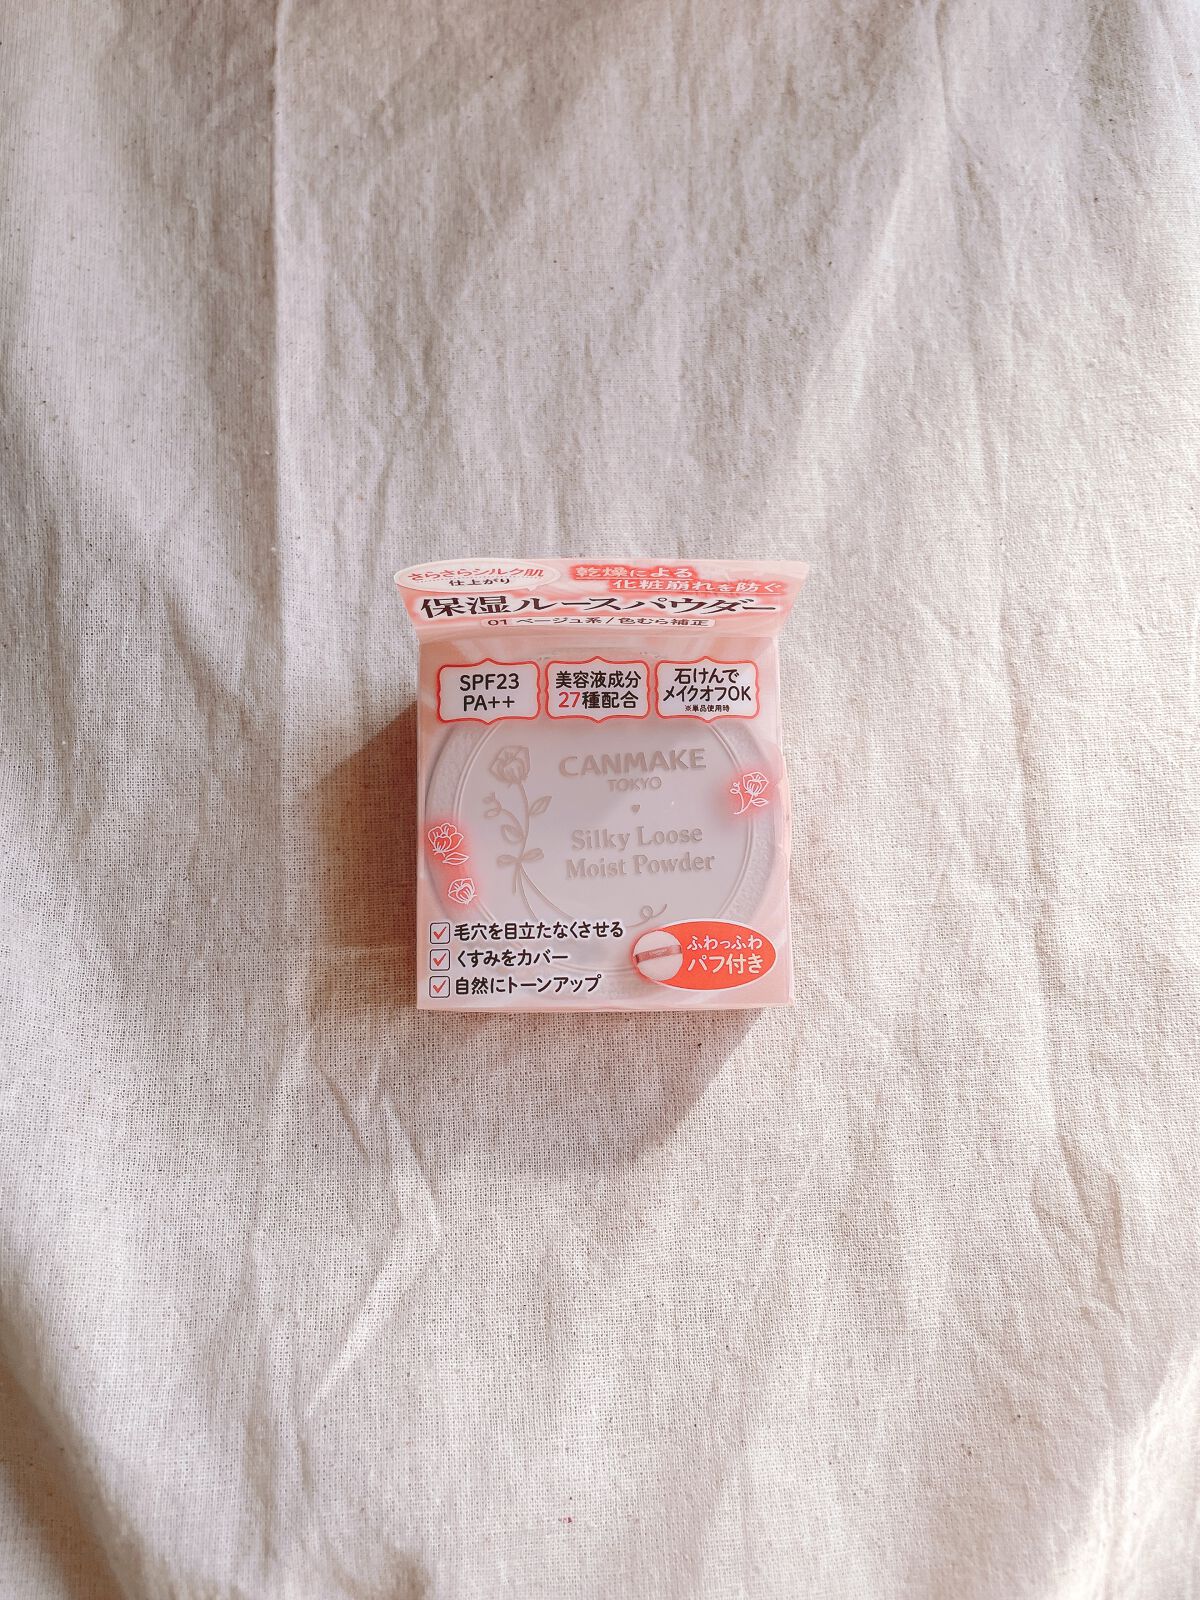 さらさらシルク肌
仕上がり
乾燥による
化粧崩れを防ぐ
保湿ルースパウダー
01 ベージュ系/色むら補正
SPF23
PA++
美容液成分
27種配合
石けんで
メイクオフOK
※単品使用時
CANMAKE
TOKYO
Silky Loose
Moist Powder
毛穴を目立たなくさせる
くすみをカバー
自然にトーンアップ
ふわっふわ
パフ付き